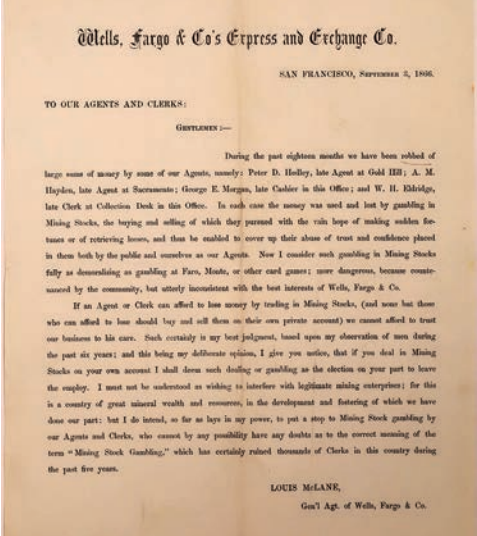 Wells, Fargo & Co's Express and Exchange Co.
SAN FRANCISCO, September 3, 1866.
TO OUR AGENTS AND CLERKS:
Gentlemen:—
During the past eighteen months we have been robbed of
large sums of money by some of our Agents, namely: Peter D. Hedley, late Agent at Gold Hill; A. M.
Hayden, late Agent at Sacramento; George E. Morgan, late Cashier in this Office; and W. H. Eldridge,
late Clerk at Collection Desk in this Office. In each case the money was used and lost by gambling in
Mining Stocks, the buying and selling of which they pursued with the vain hope of making sudden for-
tunes or of retrieving losses, and thus be enabled to cover up their abuse of trust and confidence placed
in them both by the public and ourselves as our Agents. Now I consider such gambling in Mining Stocks
fully as demoralizing as gambling at Faro, Monte, or other card games; more dangerous, because counte-
nanced by the community, but utterly inconsistent with the best interests of Wells, Fargo & Co.
If an Agent or Clerk can afford to lose money by trading in Mining Stocks, (and none but those
who can afford to lose should buy and sell them on their own private account) we cannot afford to trust
our business to his care. Such certainly is my best judgment, based upon my observation of men during
the past six years; and this being my deliberate opinion, I give you notice, that if you deal in Mining
Stocks on your own account I shall deem such dealing or gambling as the election on your part to leave
the employ. I must not be understood as wishing to interfere with legitimate mining enterprises; for this
is a country of great mineral wealth and resources, in the development and fostering of which we have
done our part: but I do intend, so far as lays in my power, to put a stop to Mining Stock gambling by
our Agents and Clerks, who cannot by any possibility have any doubts as to the correct meaning of the
term "Mining Stock Gambling," which has certainly ruined thousands of Clerks in this country during
the past five years.
LOUIS McLANE,
Gen'l Agt. of Wells, Fargo & Co.